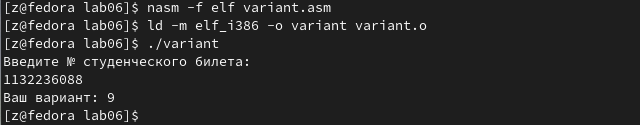 [z@fedora lab06]$ nasm -f elf variant.asm
[z@fedora lab06]$ ld -m elf_i386 -o variant variant.o
[z@fedora lab06]$ ./variant
Введите № студенческого билета:
1132236088
Ваш вариант: 9
[z@fedora lab06]$